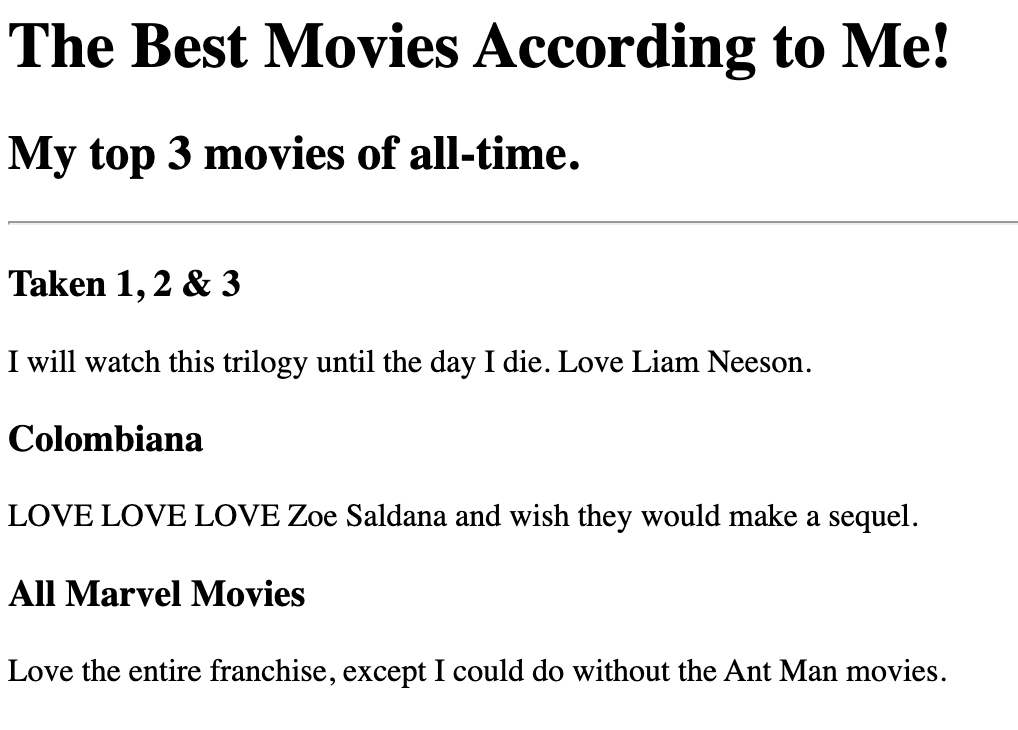 The Best Movies According to Me!
My top 3 movies of all-time.
Taken 1, 2 & 3
I will watch this trilogy until the day I die. Love Liam Neeson.
Colombiana
LOVE LOVE LOVE Zoe Saldana and wish they would make a sequel.
All Marvel Movies
Love the entire franchise, except I could do without the Ant Man movies.